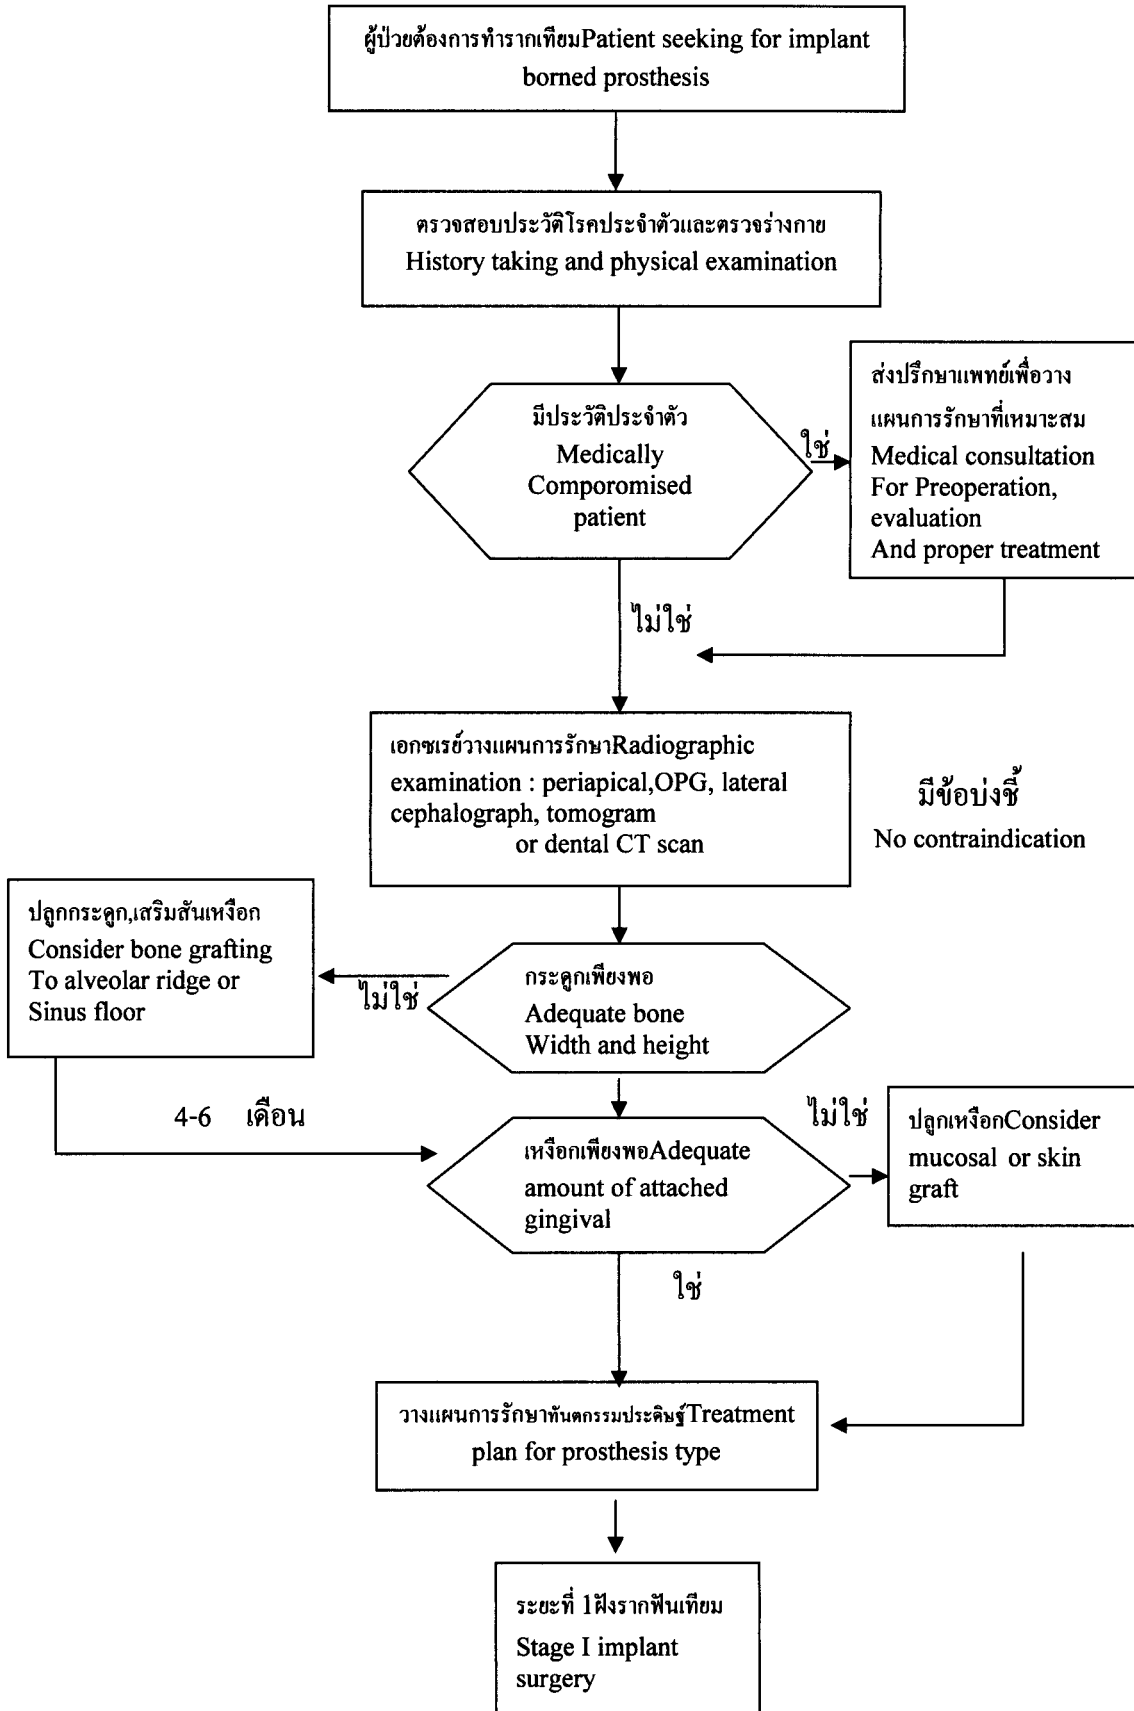 ผู้ป่วยต้องการทำรากเทียมPatient seeking for implant
borned prosthesis
ตรวจสอบประวัติโรคประจำตัวและตรวจร่างกาย
History taking and physical examination
มีประวัติประจำตัว
Medically
Comporomised
patient
ใช่
ส่งปรึกษาแพทย์เพื่อวาง
แผนการรักษาที่เหมาะสม
Medical consultation
For Preoperation,
evaluation
And proper treatment
ไม่ใช่
เอกซเรย์วางแผนการรักษาRadiographic
examination : periapical,OPG, lateral
cephalograph, tomogram
or dental CT scan
มีข้อบ่งชี้
No contraindication
ปลูกกระดูก,เสริมสันเหงือก
Consider bone grafting
To alveolar ridge or
Sinus floor
ไม่ใช่
กระดูกเพียงพอ
Adequate bone
Width and height
4-6 เดือน
เหงือกเพียงพอAdequate
amount of attached
gingival
ไม่ใช่
ปลูกเหงือกConsider
mucosal or skin
graft
ใช่
วางแผนการรักษาทันตกรรมประดิษฐ์Treatment
plan for prosthesis type
ระยะที่ 1ฝังรากฟันเทียม
Stage I implant
surgery